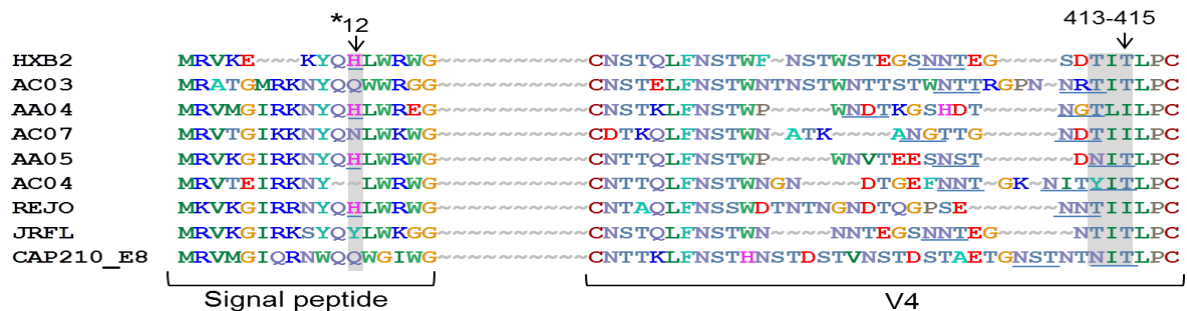 *12 413-415
HXB2 MRVKE~~~KYQHLWRWG~~~~~~~~~~CNSTQLFNSTWF~NSTWSTEGSNNTEG~~~~SDTITLPC
AC03 MRATGMRKNYQQWWRGG~~~~~~~~~~CNSTELFNSTWNTNSTWNTTSTWNTTRGPN~NRTITLPC
AA04 MRVMGIRKNYQHLWREG~~~~~~~~~~CNSTKLFNSTWP~~~~WNDTKGSHDT~~~~~NGTLILPC
AC07 MRVTGIKKNYQNLWKWG~~~~~~~~~~CDTKQLFNSTWN~ATK~~~~ANGTTG~~~~~NDTIILPC
AA05 MRVKGIRKNYQHLWRWG~~~~~~~~~~CNTTQLFNSTWP~~~~WNVTEESNST~~~~~~DNITLPC
AC04 MRVTEIRKNY~~LWRWG~~~~~~~~~~CNTTQLFNSTWNGN~~~~DTGEFNNT~GK~NITYITLPC
REJO MKVKGIRRNYQHLWRWG~~~~~~~~~~CNTAQLFNSSWDTNTNGNDTQGPSE~~~~~~NNTITLPC
JRFL MRVKGIRKSYQYLWKGG~~~~~~~~~~CNSTQLFNSTWN~~~~NNTEGSNNTEG~~~~~NTITLPC
CAP210_E8 MRVMGIQRNWQQWGIWG~~~~~~~~~~CNTTKLFNSTHNSTDSTVNSTDSTAETGNSTNTNITLPC
Signal peptide V4